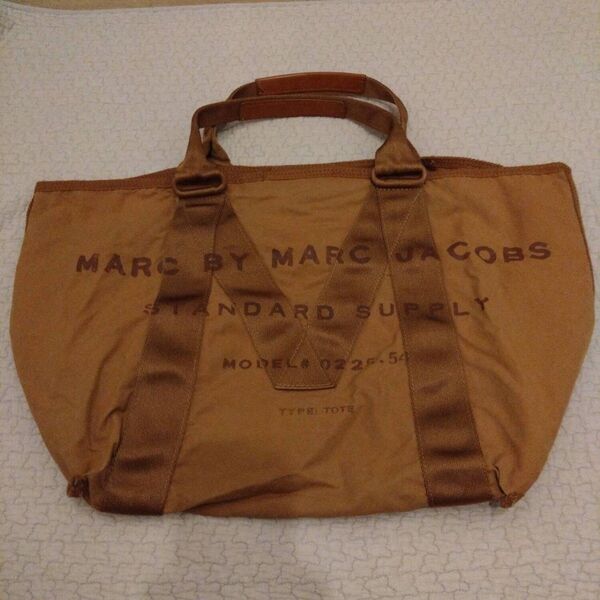 MARC BY MARC JACOBS
STANDARD SUPPLY
MODEL# 0225-54
TYPE: TOTE